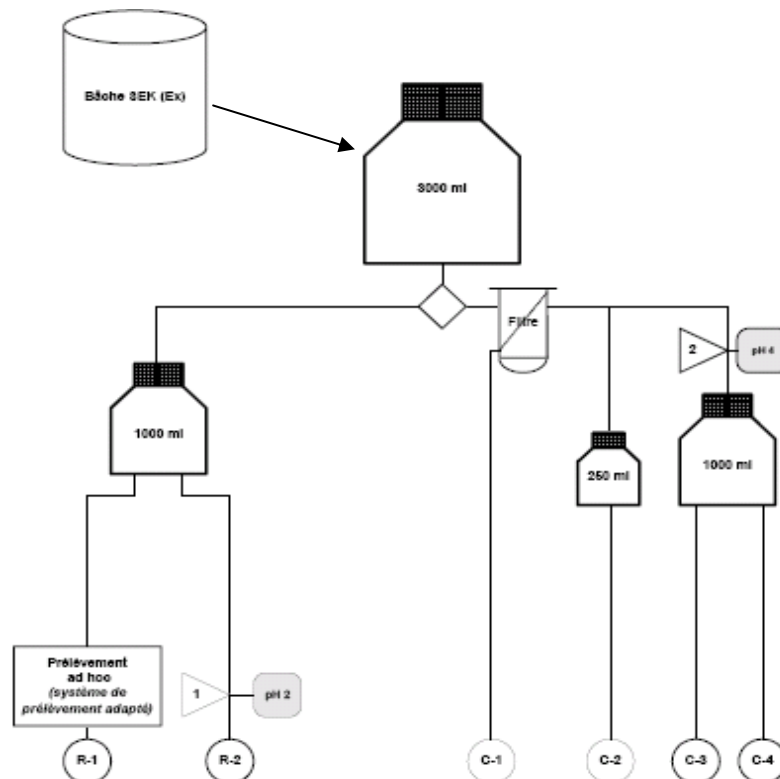 Bâche SEK (Ex)
3000 ml
Filtre
2
pH 4
1000 ml
250 ml
1000 ml
Prélèvement
ad hoc
(système de
prélèvement adapté)
1
pH 2
R-1
R-2
C-1
C-2
C-3
C-4